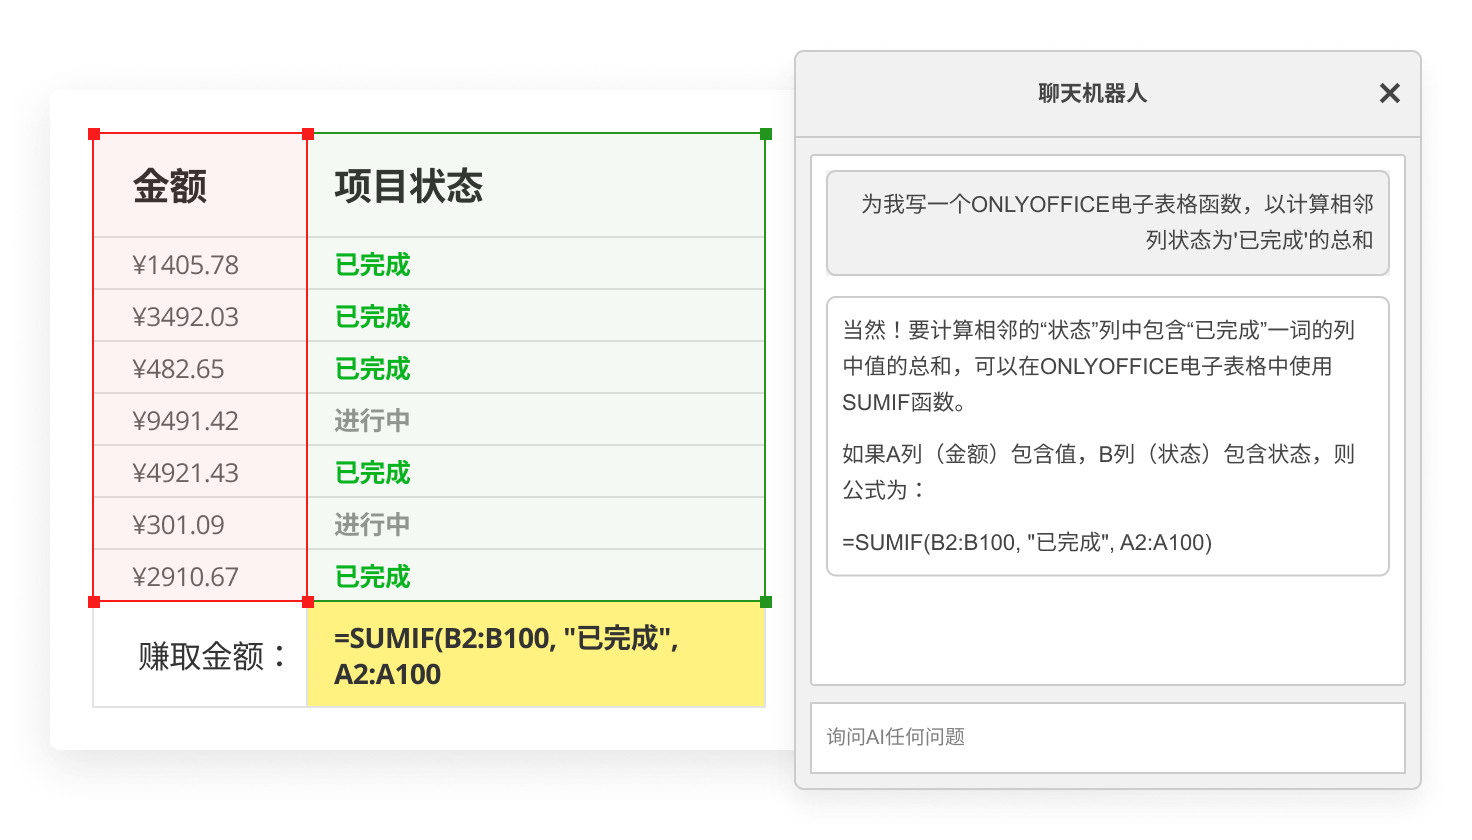 金额 项目状态
¥1405.78 已完成
¥3492.03 已完成
¥482.65 已完成
¥9491.42 进行中
¥4921.43 已完成
¥301.09 进行中
¥2910.67 已完成
赚取金额：
=SUMIF(B2:B100, "已完成",
A2:A100
聊天机器人
为我写一个ONLYOFFICE电子表格函数，以计算相邻
列状态为'已完成'的总和
当然！要计算相邻的“状态”列中包含“已完成”一词的列
中值的总和，可以在ONLYOFFICE电子表格中使用
SUMIF函数。
如果A列（金额）包含值，B列（状态）包含状态，则
公式为：
=SUMIF(B2:B100, "已完成", A2:A100)
询问AI任何问题